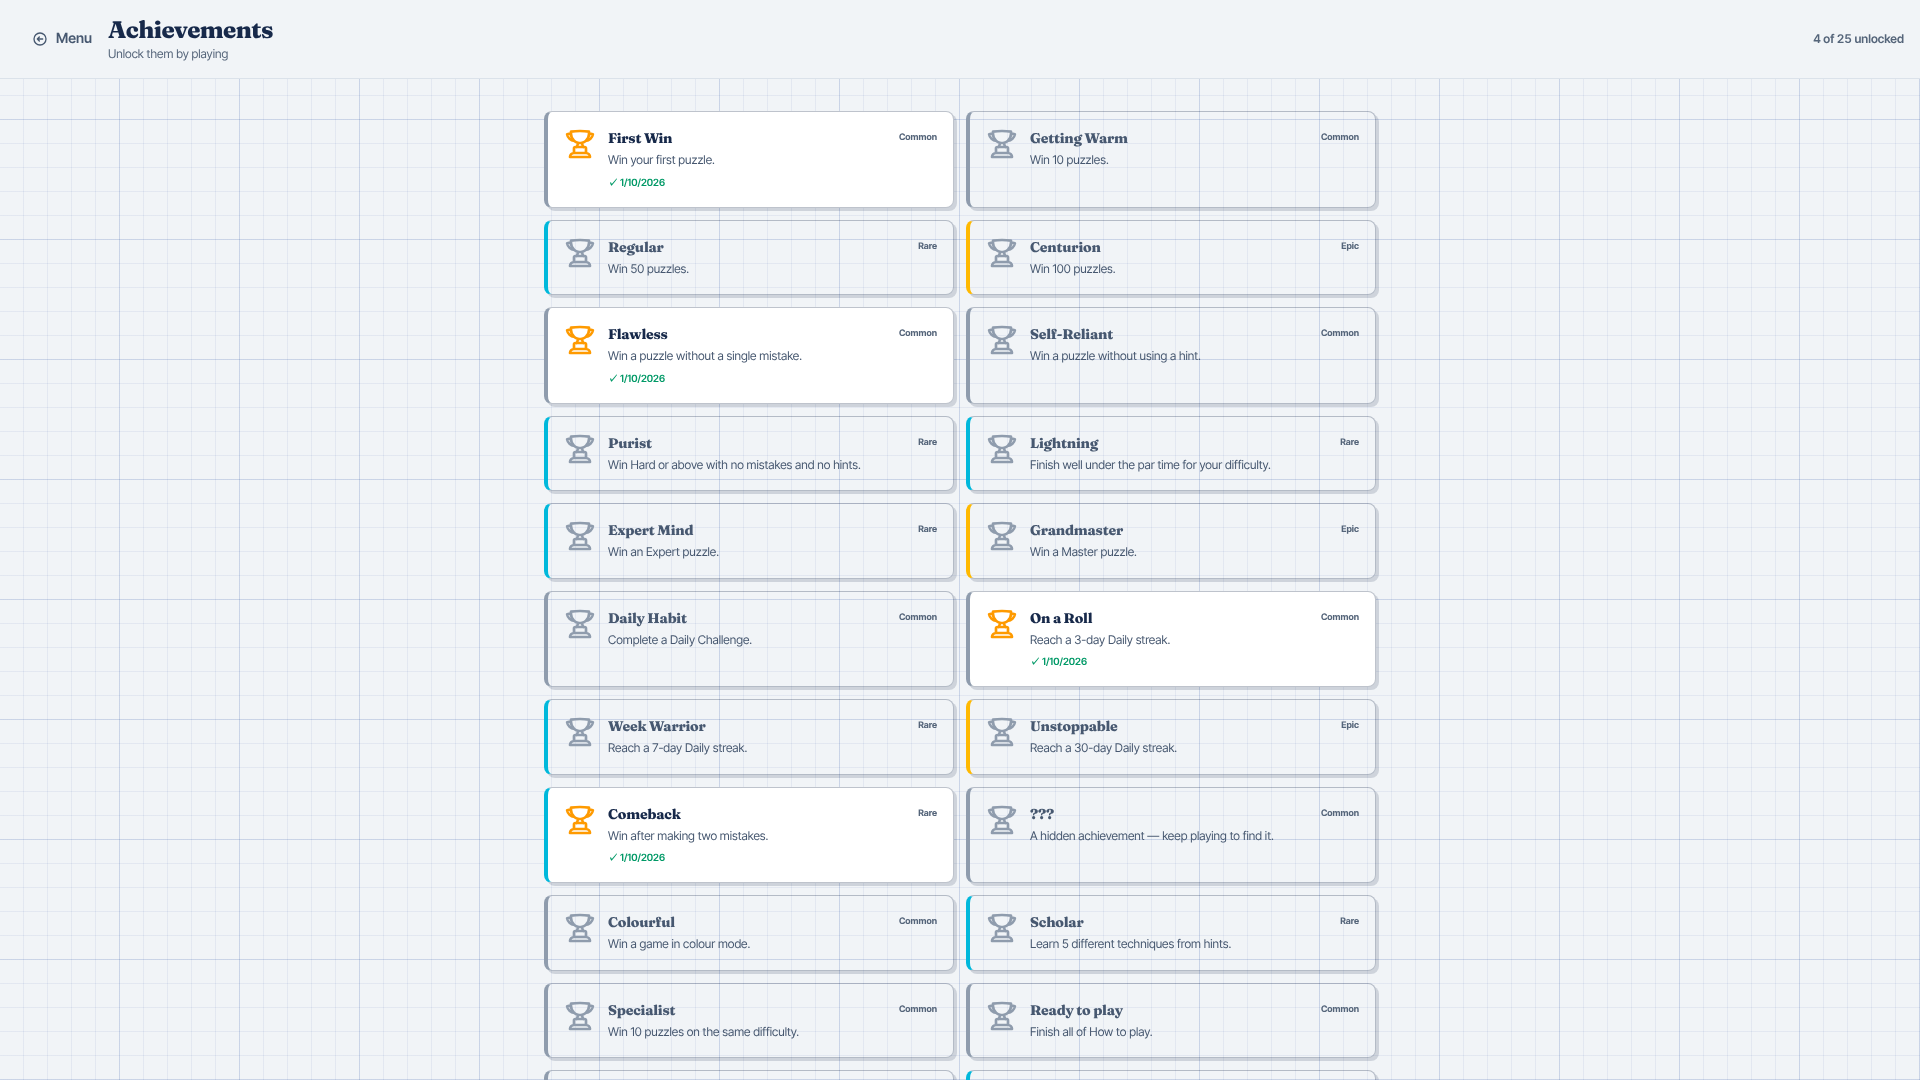 Menu
Achievements
Unlock them by playing
4 of 25 unlocked
First Win
Common
Win your first puzzle.
✓ 1/10/2026
Getting Warm
Common
Win 10 puzzles.
Regular
Rare
Win 50 puzzles.
Centurion
Epic
Win 100 puzzles.
Flawless
Common
Win a puzzle without a single mistake.
✓ 1/10/2026
Self-Reliant
Common
Win a puzzle without using a hint.
Purist
Rare
Win Hard or above with no mistakes and no hints.
Lightning
Rare
Finish well under the par time for your difficulty.
Expert Mind
Rare
Win an Expert puzzle.
Grandmaster
Epic
Win a Master puzzle.
Daily Habit
Common
Complete a Daily Challenge.
On a Roll
Common
Reach a 3-day Daily streak.
✓ 1/10/2026
Week Warrior
Rare
Reach a 7-day Daily streak.
Unstoppable
Epic
Reach a 30-day Daily streak.
Comeback
Rare
Win after making two mistakes.
✓ 1/10/2026
???
Common
A hidden achievement — keep playing to find it.
Colourful
Common
Win a game in colour mode.
Scholar
Rare
Learn 5 different techniques from hints.
Specialist
Common
Win 10 puzzles on the same difficulty.
Ready to play
Common
Finish all of How to play.